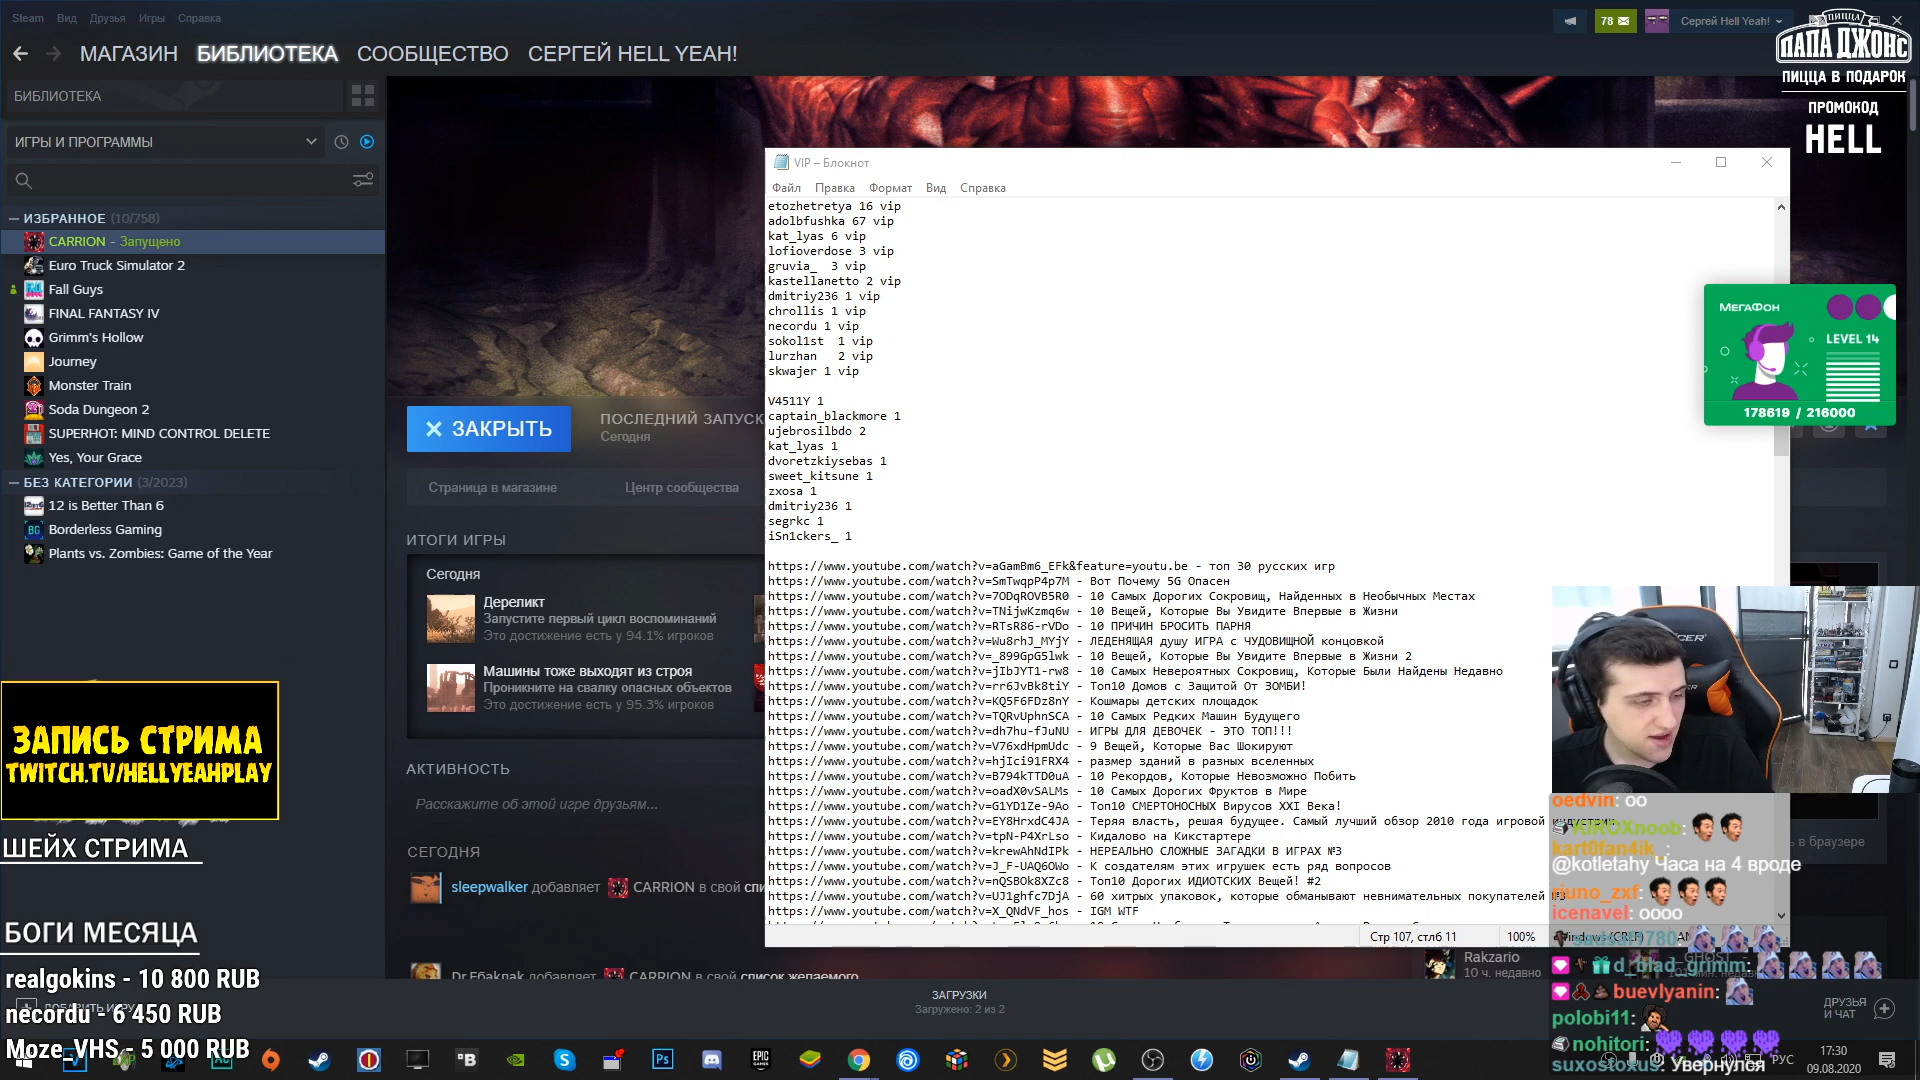 Steam Вид Друзья Игры Справка
78
Сергей Hell Yeah!
МАГАЗИН БИБЛИОТЕКА СООБЩЕСТВО СЕРГЕЙ HELL YEAH!
ПИЦЦА
ПАПА ДЖОНС
ПИЦЦА В ПОДАРОК
ПРОМОКОД
HELL
БИБЛИОТЕКА
ИГРЫ И ПРОГРАММЫ
ИЗБРАННОЕ (10/758)
CARRION - Запущено
Euro Truck Simulator 2
Fall Guys
FINAL FANTASY IV
Grimm's Hollow
Journey
Monster Train
Soda Dungeon 2
SUPERHOT: MIND CONTROL DELETE
Yes, Your Grace
БЕЗ КАТЕГОРИИ (3/2023)
12 is Better Than 6
Borderless Gaming
Plants vs. Zombies: Game of the Year
ЗАПИСЬ СТРИМА
TWITCH.TV/HELLYEAHPLAY
ШЕЙХ СТРИМА
БОГИ МЕСЯЦА
realgokins - 10 800 RUB
necordu - 6 450 RUB
Moze_VHS - 5 000 RUB
ДОБАВИТЬ ИГРУ
ЗАКРЫТЬ
ПОСЛЕДНИЙ ЗАПУСК
Сегодня
Страница в магазине
Центр сообщества
ИТОГИ ИГРЫ
Сегодня
Дереликт
Запустите первый цикл воспоминаний
Это достижение есть у 94.1% игроков
Машины тоже выходят из строя
Проникните на свалку опасных объектов
Это достижение есть у 95.3% игроков
АКТИВНОСТЬ
Расскажите об этой игре друзьям...
СЕГОДНЯ
sleepwalker добавляет CARRION в свой спи
Dr.Ебаклак добавляет CARRION в свой список желаемого
VIP – Блокнот
Файл Правка Формат Вид Справка
etozhetretya 16 vip
adolbfushka 67 vip
kat_lyas 6 vip
lofioverdose 3 vip
gruvia_  3 vip
kastellanetto 2 vip
dmitriy236 1 vip
chrollis 1 vip
necordu 1 vip
sokol1st  1 vip
lurzhan   2 vip
skwajer 1 vip
V4511Y 1
captain_blackmore 1
ujebrosilbdo 2
kat_lyas 1
dvoretzkiysebas 1
sweet_kitsune 1
zxosa 1
dmitriy236 1
segrkc 1
iSn1ckers_ 1
https://www.youtube.com/watch?v=aGamBm6_EFk&feature=youtu.be - топ 30 русских игр
https://www.youtube.com/watch?v=SmTwqpP4p7M - Вот Почему 5G Опасен
https://www.youtube.com/watch?v=7ODqROVB5R0 - 10 Самых Дорогих Сокровищ, Найденных в Необычных Местах
https://www.youtube.com/watch?v=TNijwKzmq6w - 10 Вещей, Которые Вы Увидите Впервые в Жизни
https://www.youtube.com/watch?v=RTsR86-rVDo - 10 ПРИЧИН БРОСИТЬ ПАРНЯ
https://www.youtube.com/watch?v=Wu8rhJ_MYjY - ЛЕДЕНЯЩАЯ душу ИГРА с ЧУДОВИЩНОЙ концовкой
https://www.youtube.com/watch?v=_899GpG5lwk - 10 Вещей, Которые Вы Увидите Впервые в Жизни 2
https://www.youtube.com/watch?v=jIbJYT1-rw8 - 10 Самых Невероятных Сокровищ, Которые Были Найдены Недавно
https://www.youtube.com/watch?v=rr6JvBk8tiY - Топ10 Домов с Защитой От ЗОМБИ!
https://www.youtube.com/watch?v=KQ5F6FDz8nY - Кошмары детских площадок
https://www.youtube.com/watch?v=TQRvUphnSCA - 10 Самых Редких Машин Будущего
https://www.youtube.com/watch?v=dh7hu-fJuNU - ИГРЫ ДЛЯ ДЕВОЧЕК - ЭТО ТОП!!!
https://www.youtube.com/watch?v=V76xdHpmUdc - 9 Вещей, Которые Вас Шокируют
https://www.youtube.com/watch?v=hjIci91FRX4 - размер зданий в разных вселенных
https://www.youtube.com/watch?v=B794kTTD0uA - 10 Рекордов, Которые Невозможно Побить
https://www.youtube.com/watch?v=oadX0vSALMs - 10 Самых Дорогих Фруктов в Мире
https://www.youtube.com/watch?v=G1YD1Ze-9Ao - Топ10 СМЕРТОНОСНЫХ Вирусов XXI Века!
https://www.youtube.com/watch?v=EY8HrxdC4JA - Теряя власть, решая будущее. Самый лучший обзор 2010 года игровой индустрии
https://www.youtube.com/watch?v=tpN-P4XrLso - Кидалово на Кикстартере
https://www.youtube.com/watch?v=krewAhNdIPk - НЕРЕАЛЬНО СЛОЖНЫЕ ЗАГАДКИ В ИГРАХ №3
https://www.youtube.com/watch?v=J_F-UAQ6OWo - К создателям этих игрушек есть ряд вопросов
https://www.youtube.com/watch?v=nQSBOk8XZc8 - Топ10 Дорогих ИДИОТСКИХ Вещей! #2
https://www.youtube.com/watch?v=UJ1ghfc7DjA - 60 хитрых упаковок, которые обманывают невнимательных покупателей
https://www.youtube.com/watch?v=X_QNdVF_hos - IGM WTF
Стр 107, стлб 11
100%
Windows (CRLF)
МЕГАФОН
LEVEL 14
178619 / 216000
oedvin: оо
KIROXnoob:
kart0fan4ik_:
@kotletahy Часа на 4 вроде
в браузере
riuno_zxf:
icenavel: оооо
d_blad_grimm:
buevlyanin:
polobi11:
nohitori:
suxostoxus: Увернулся
Rakzario
10 ч. недавно
ЗАГРУЗКИ
Загружено: 2 из 2
ДРУЗЬЯ
И ЧАТ
РУС
17:30
09.08.2020